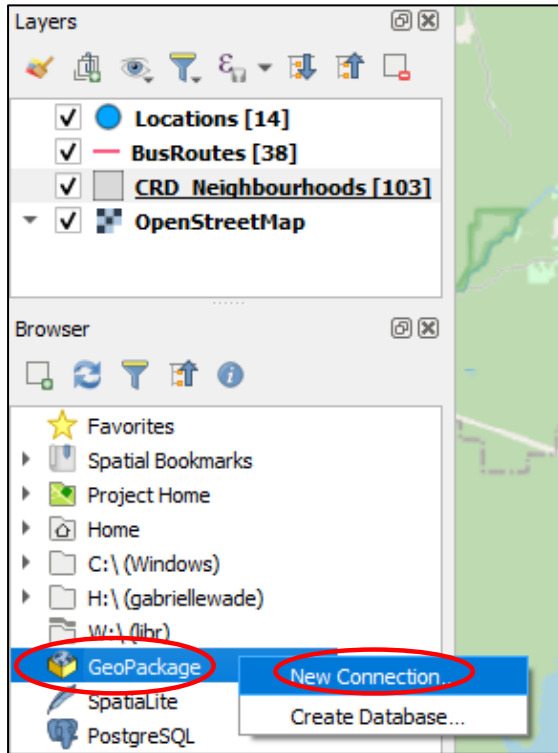 Layers
Locations [14]
BusRoutes [38]
CRD_Neighbourhoods [103]
OpenStreetMap
Browser
Favorites
Spatial Bookmarks
Project Home
Home
C:\ (Windows)
H:\ (gabriellewade)
W:\ (libr)
GeoPackage
New Connection...
SpatiaLite
Create Database...
PostgreSQL